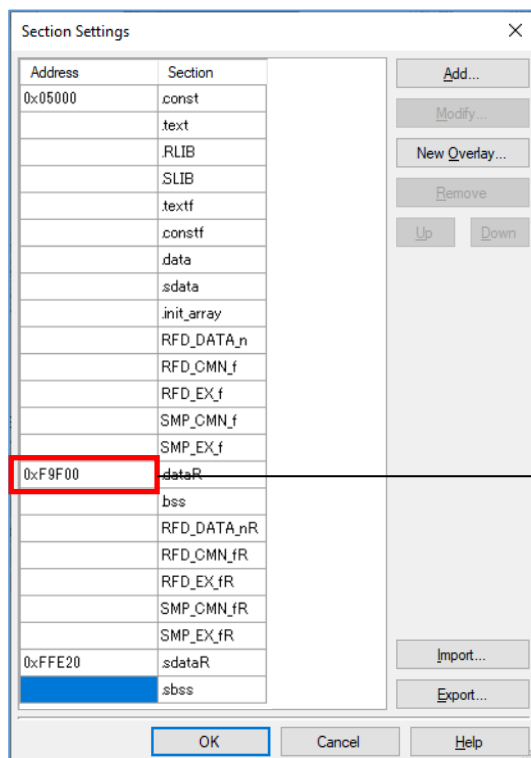 Section Settings
Address Section
0x05000 .const
.text
.RLIB
.SLIB
.textf
.constf
.data
.sdata
.init_array
RFD_DATA_n
RFD_CMN_f
RFD_EX_f
SMP_CMN_f
SMP_EX_f
0xF9F00 .dataR
.bss
RFD_DATA_nR
RFD_CMN_fR
RFD_EX_fR
SMP_CMN_fR
SMP_EX_fR
0xFFE20 .sdataR
.sbss
Add...
Modify...
New Overlay...
Remove
Up Down
Import...
Export...
OK Cancel Help